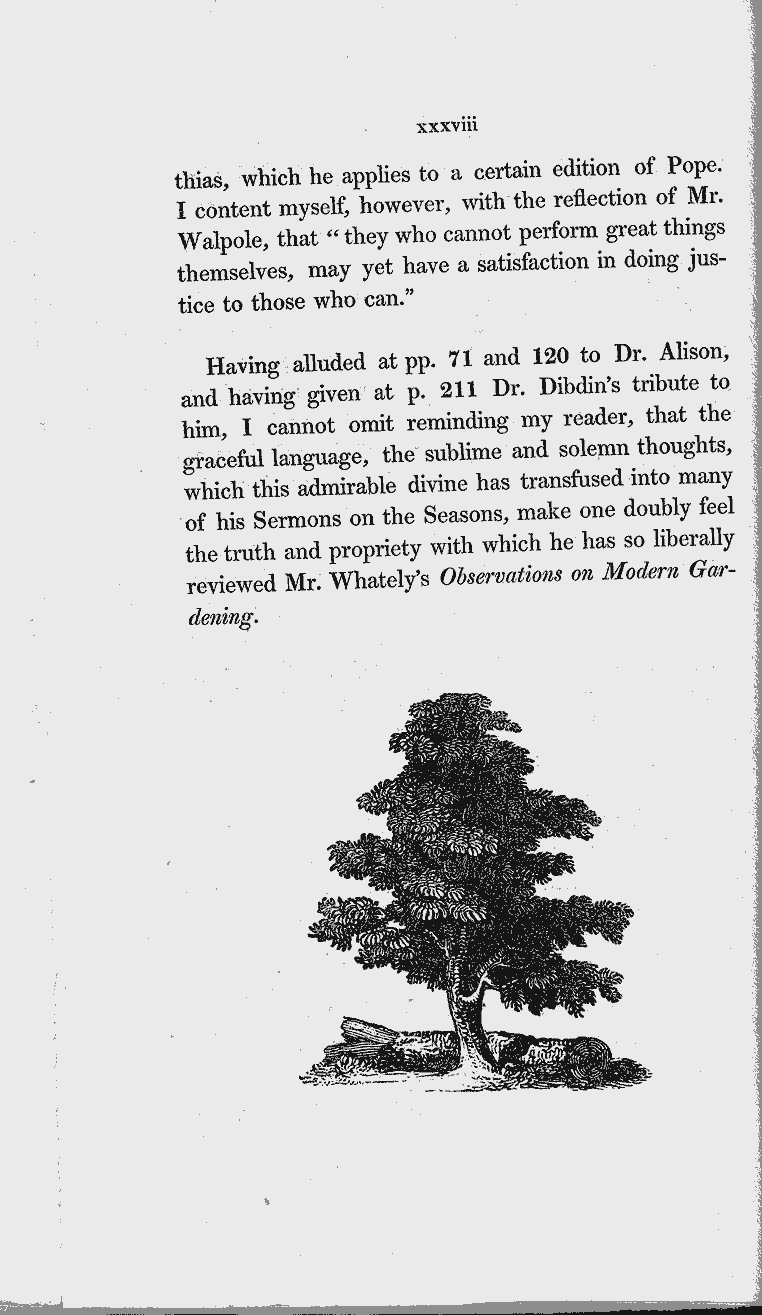 xxxviii
thias, which he applies to a certain edition of Pope.
I content myself, however, with the reflection of Mr.
Walpole, that “ they who cannot perform great things
themselves, may yet have a satisfaction in doing jus-
tice to those who can.”
Having alluded at pp. 71 and 120 to Dr. Alison,
and having given at p. 211 Dr. Dibdin’s tribute to
him, I cannot omit reminding my reader, that the
graceful language, the sublime and solemn thoughts,
which this admirable divine has transfused into many
of his Sermons on the Seasons, make one doubly feel
the truth and propriety with which he has so liberally
reviewed Mr. Whately’s Observations on Modern Gar-
dening.